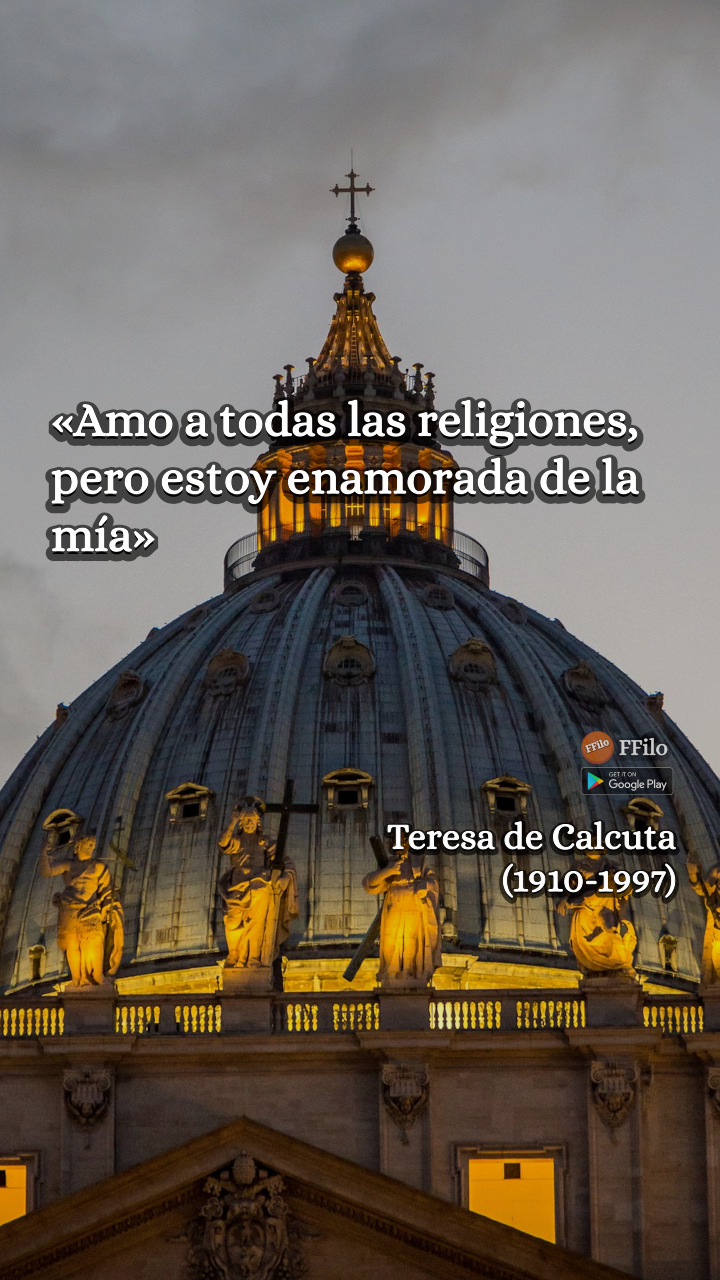 «Amo a todas las religiones,
pero estoy enamorada de la
mía»
FFilo
FFilo
GET IT ON
Google Play
Teresa de Calcuta
(1910-1997)